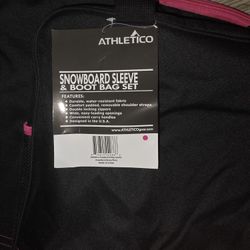 ATHLETICO
SNOWBOARD SLEEVE
& BOOT BAG SET
FEATURES:
• Durable, water-resistant fabric
• Comfort padded, removable shoulder straps
• Double locking zippers
• Wide, easy-loading openings
• Convenient carry handles
• Designed in the U.S.A.
www.ATHLETICOgear.com